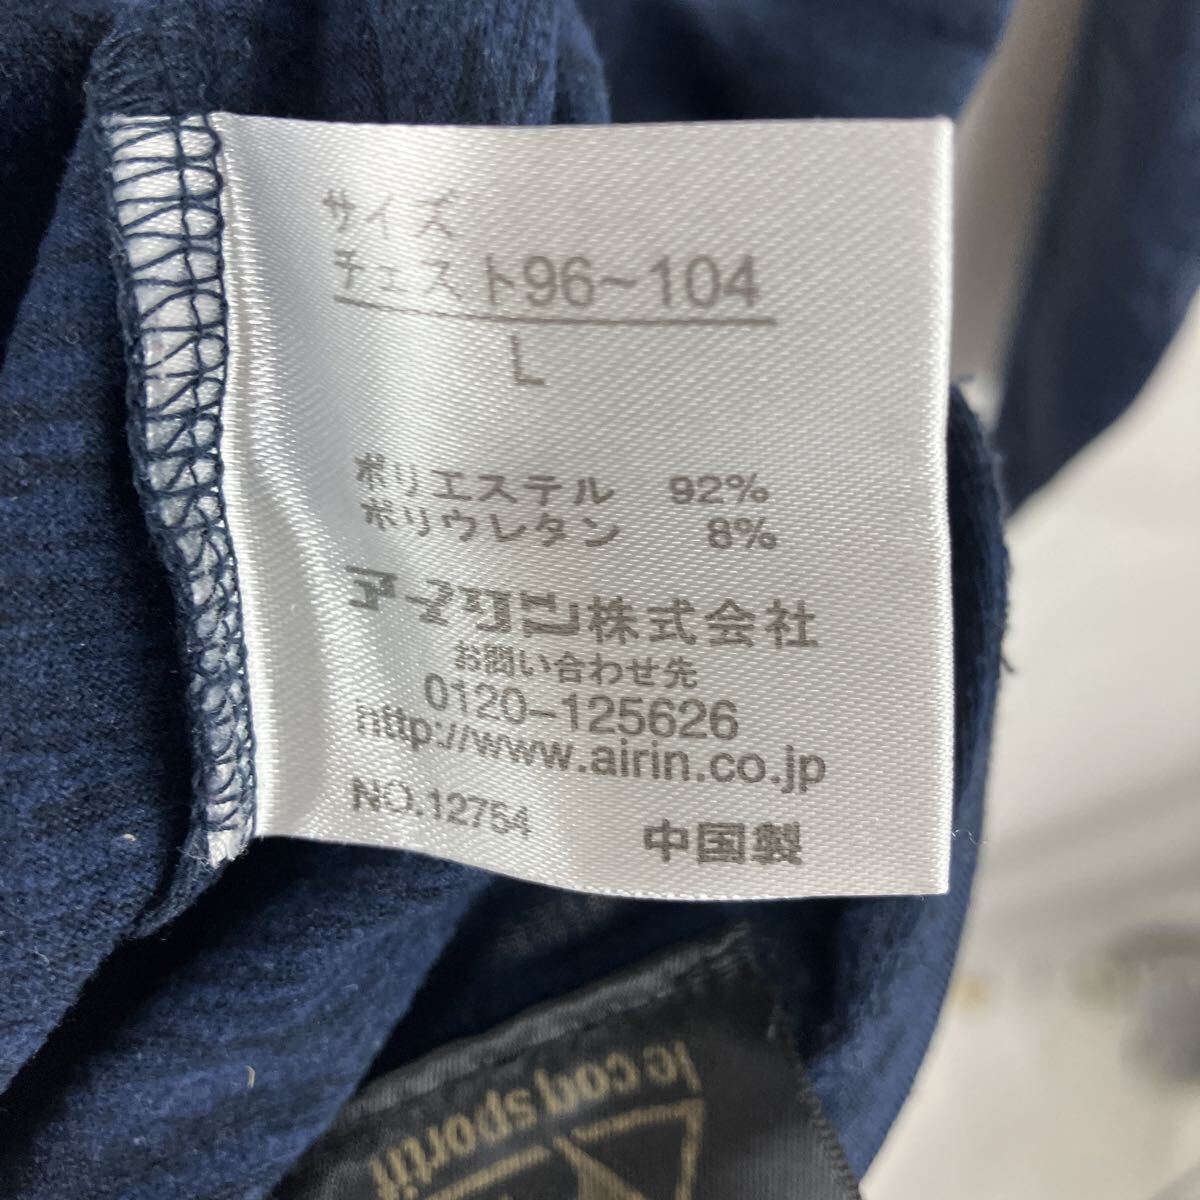 サイズ
チェスト96~104
L
ポリエステル 92%
ポリウレタン 8%
アーマリン株式会社
お問い合わせ先
0120-125626
http://www.airin.co.jp
NO.12754
中国製
le coq sportif